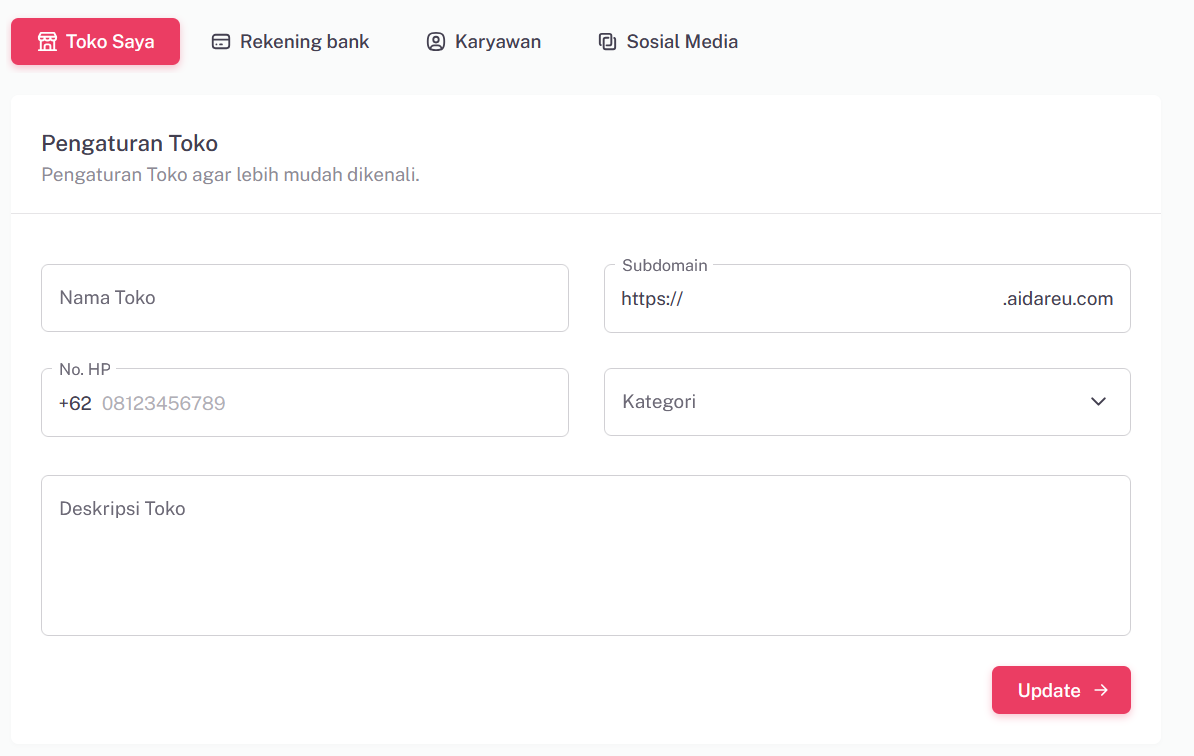 Toko Saya
Rekening bank
Karyawan
Sosial Media
Pengaturan Toko
Pengaturan Toko agar lebih mudah dikenali.
Nama Toko
Subdomain
https:// .aidareu.com
No. HP
+62 08123456789
Kategori
Deskripsi Toko
Update